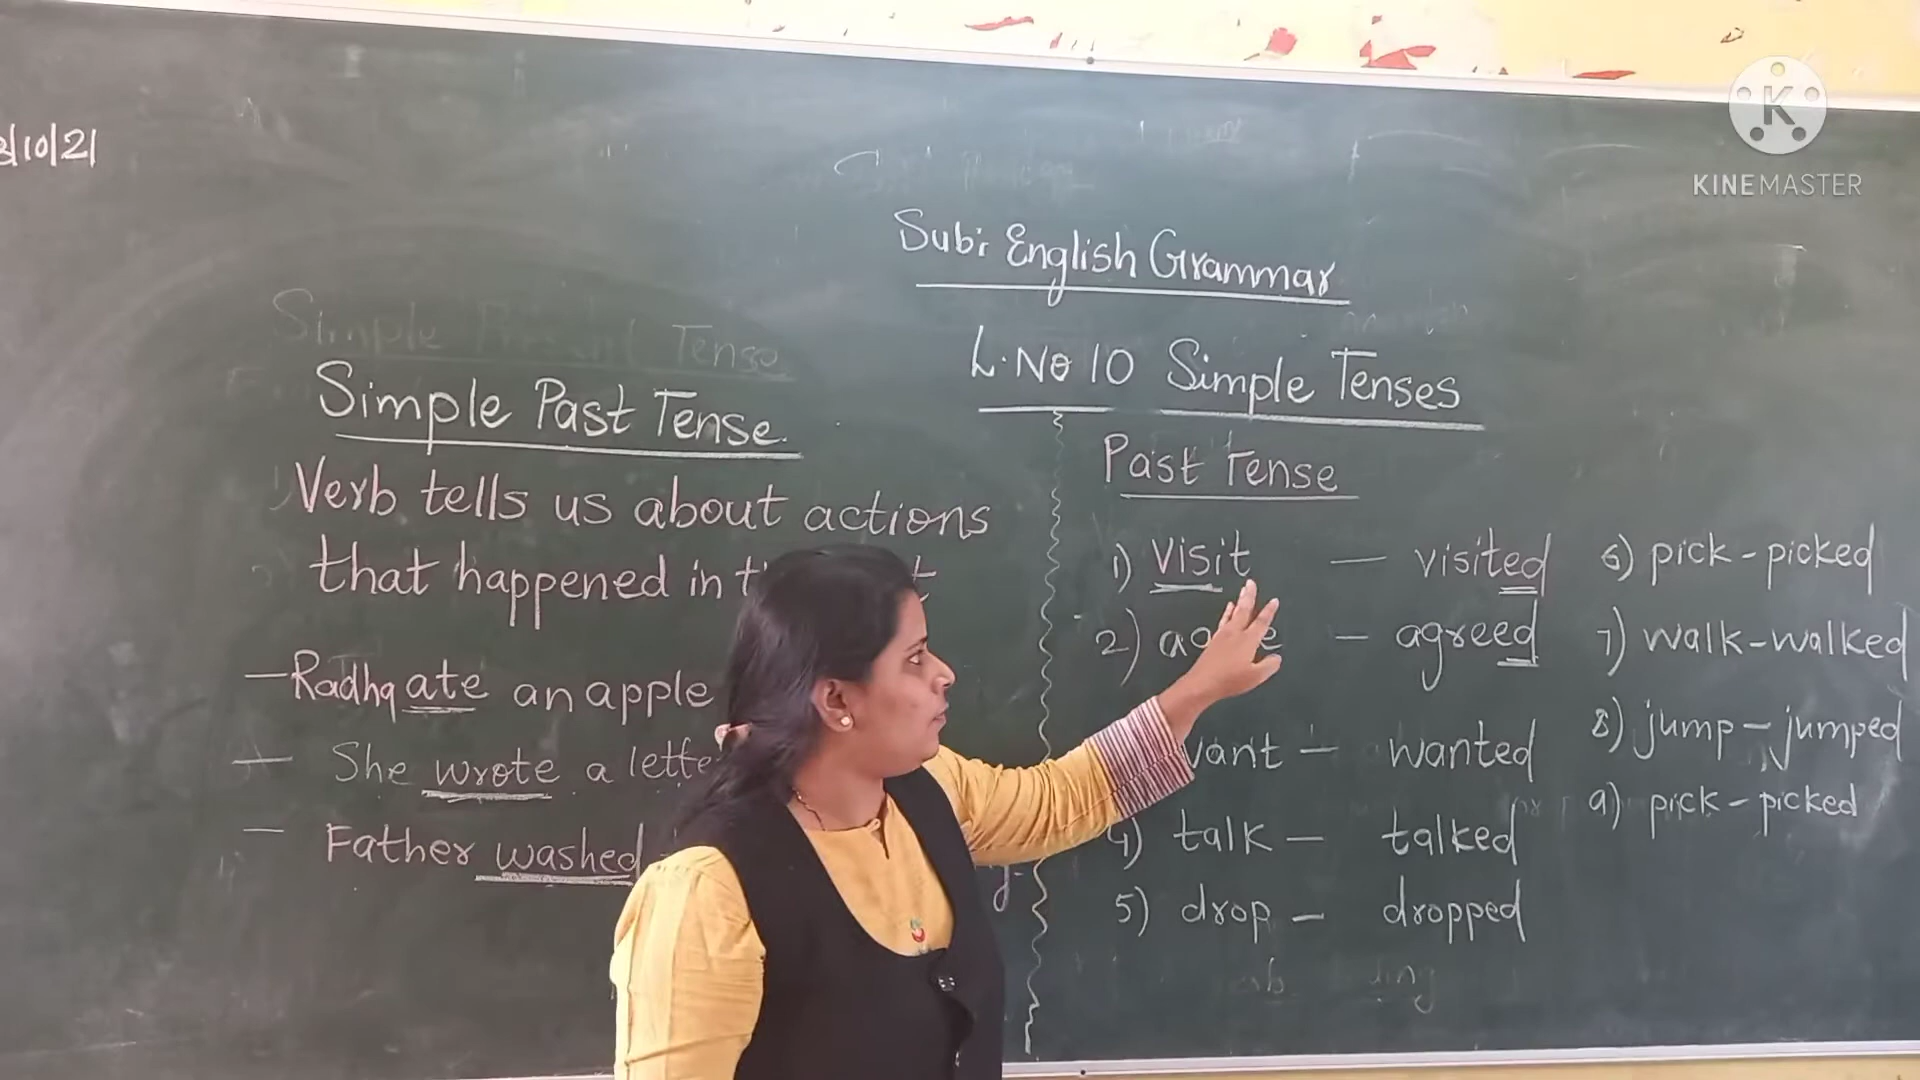 /10/21
KINEMASTER
Sub: English Grammar
L.No 10 Simple Tenses
Simple Present Tense
Simple Past Tense.
Verb tells us about actions
that happened in
- Radha ate an apple
- She wrote a
- Father washed
Past Tense
1) visit - visited
2) - agreed
want - wanted
4) talk - talked
5) drop - dropped
6) pick - picked
7) walk - walked
8) jump - jumped
9) pick - picked